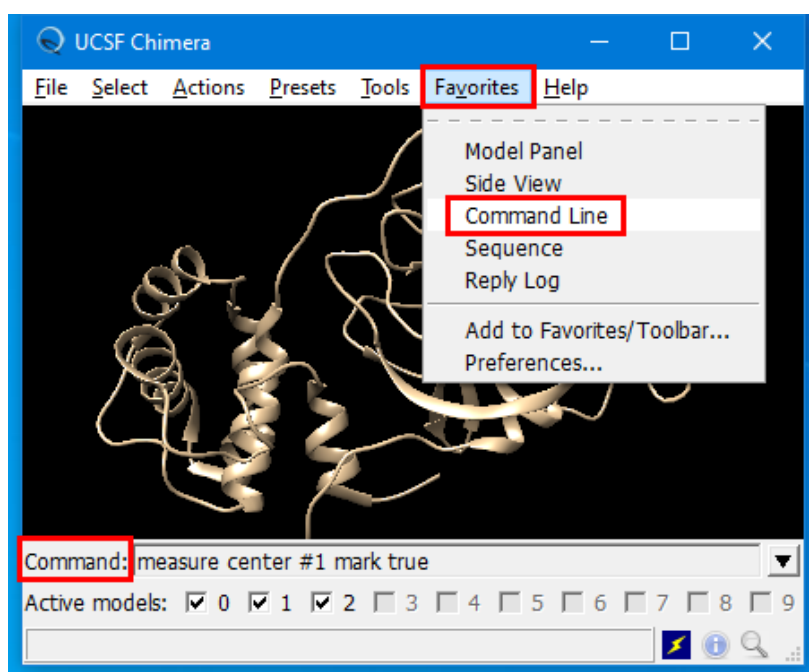 UCSF Chimera
File Select Actions Presets Tools Favorites Help
Model Panel
Side View
Command Line
Sequence
Reply Log
Add to Favorites/Toolbar...
Preferences...
Command: measure center #1 mark true
Active models: 0 1 2 3 4 5 6 7 8 9